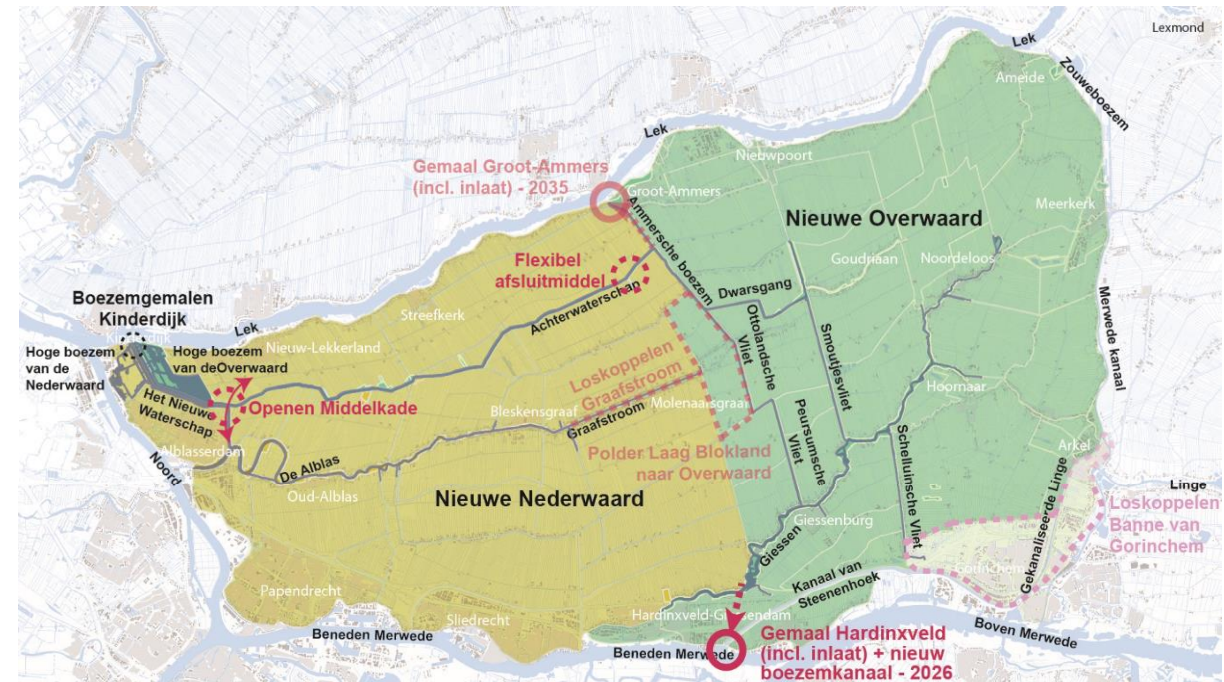 Lexmond
Lek
Ameide
Zouweboezem
Lek
Nieuwpoort
Gemaal Groot-Ammers
(incl. inlaat) - 2035
Groot-Ammers
Ammersche boezem
Nieuwe Overwaard
Meerkerk
Goudriaan
Noordeloos
Flexibel
afsluitmiddel
Achterwaterschap
Dwarsgang
Ottolandsche
Vliet
Smoutjesvliet
Merwede kanaal
Boezemgemalen
Kinderdijk
Kinderdijk
Lek
Streefkerk
Hoge boezem
van de
Nederwaard
Hoge boezem
van deOverwaard
Nieuw-Lekkerland
Het Nieuwe
Waterschap
Openen Middelkade
Loskoppelen
Graafstroom
Bleskensgraaf
Graafstroom
Molenaarsgraaf
Hoornaar
Peursumsche
Vliet
Schelluinsche Vliet
Polder Laag Blokland
naar Overwaard
Alblasserdam
Noord
De Alblas
Oud-Alblas
Nieuwe Nederwaard
Arkel
Linge
Gekanaliseerde Linge
Loskoppelen
Banne van
Gorinchem
Giessenburg
Giessen
Gorinchem
Kanaal van
Steenenhoek
Papendrecht
Sliedrecht
Hardinxveld-Giessendam
Beneden Merwede
Beneden Merwede
Boven Merwede
Gemaal Hardinxveld
(incl. inlaat) + nieuw
boezemkanaal - 2026